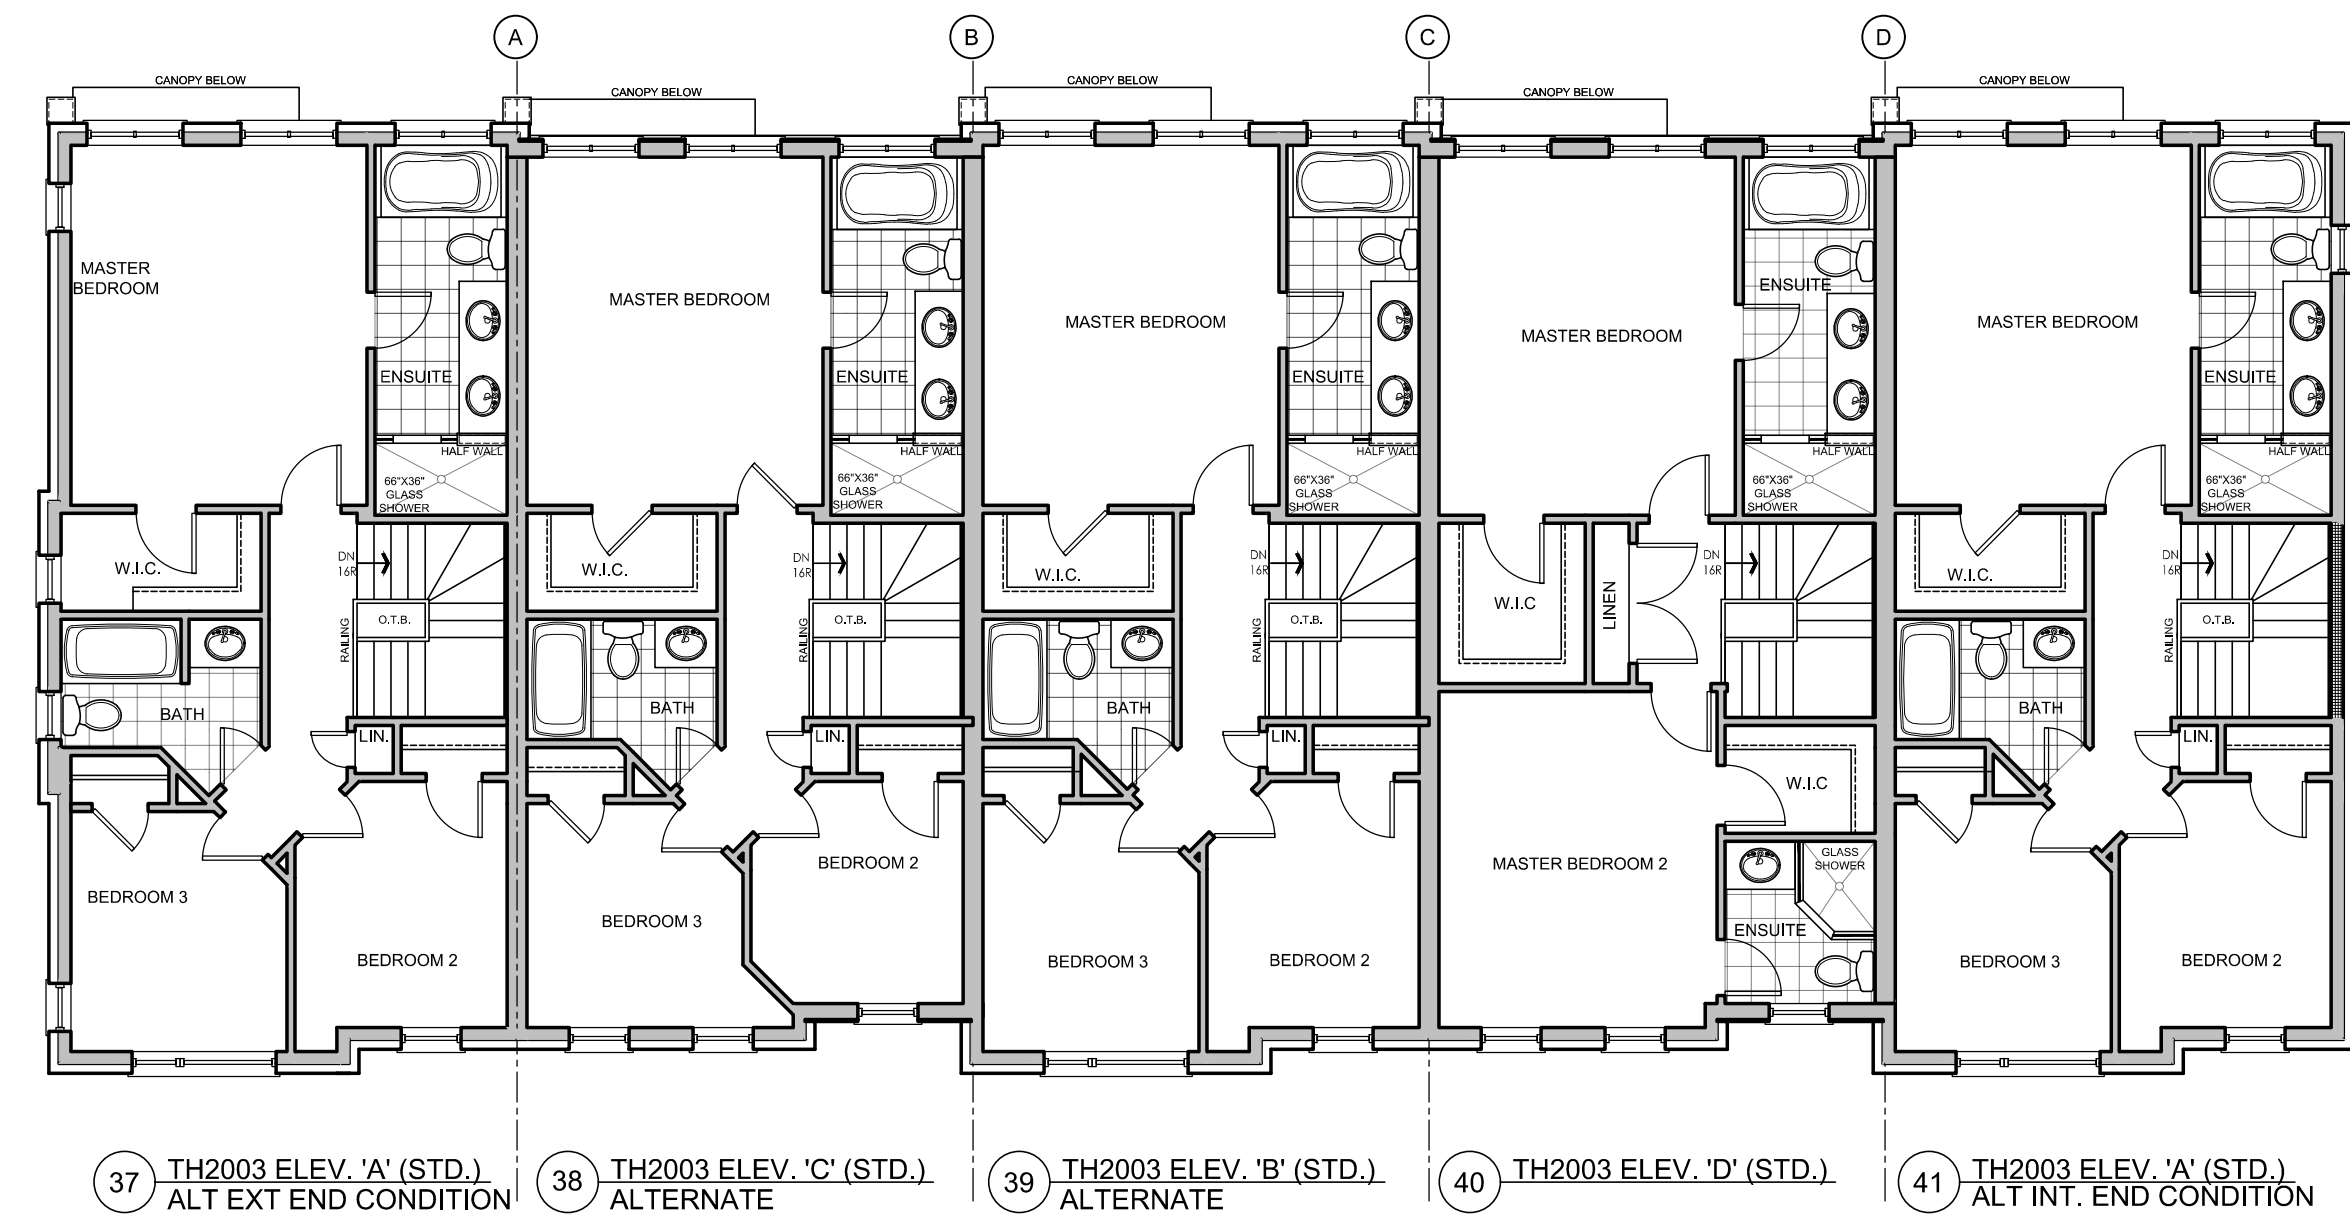 A
B
C
D
CANOPY BELOW
CANOPY BELOW
CANOPY BELOW
CANOPY BELOW
CANOPY BELOW
MASTER
BEDROOM
ENSUITE
HALF WALL
66"X36"
GLASS
SHOWER
W.I.C.
DN
16R
O.T.B.
RAILING
BATH
LIN.
BEDROOM 3
BEDROOM 2
MASTER BEDROOM
ENSUITE
HALF WALL
66"X36"
GLASS
SHOWER
W.I.C.
DN
16R
O.T.B.
RAILING
BATH
LIN.
BEDROOM 2
BEDROOM 3
MASTER BEDROOM
ENSUITE
HALF WALL
66"X36"
GLASS
SHOWER
W.I.C.
DN
16R
O.T.B.
RAILING
BATH
LIN.
BEDROOM 3
BEDROOM 2
ENSUITE
MASTER BEDROOM
HALF WALL
66"X36"
GLASS
SHOWER
DN
16R
W.I.C
LINEN
W.I.C
MASTER BEDROOM 2
GLASS
SHOWER
ENSUITE
MASTER BEDROOM
ENSUITE
HALF WALL
66"X36"
GLASS
SHOWER
W.I.C.
DN
16R
O.T.B.
RAILING
BATH
LIN.
BEDROOM 3
BEDROOM 2
37 TH2003 ELEV. 'A' (STD.)
ALT EXT END CONDITION
38 TH2003 ELEV. 'C' (STD.)
ALTERNATE
39 TH2003 ELEV. 'B' (STD.)
ALTERNATE
40 TH2003 ELEV. 'D' (STD.)
41 TH2003 ELEV. 'A' (STD.)
ALT INT. END CONDITION